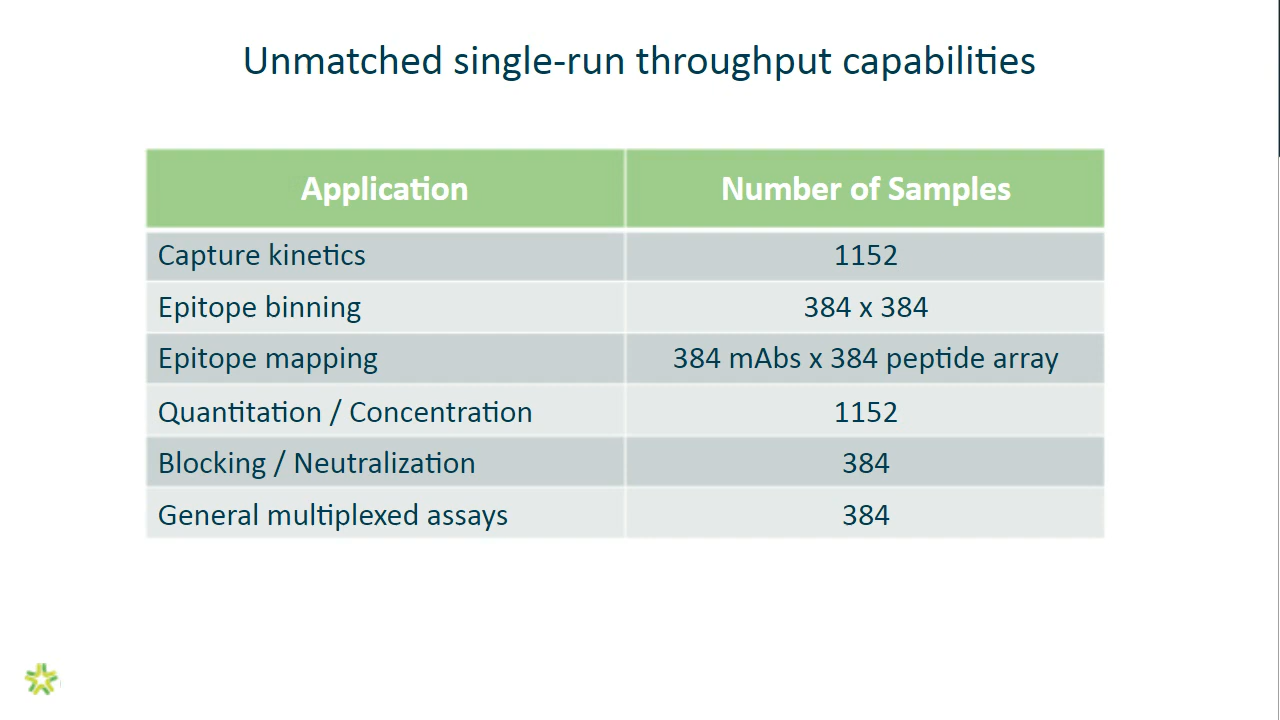 Unmatched single-run throughput capabilities
Application Number of Samples
Capture kinetics 1152
Epitope binning 384 x 384
Epitope mapping 384 mAbs x 384 peptide array
Quantitation / Concentration 1152
Blocking / Neutralization 384
General multiplexed assays 384